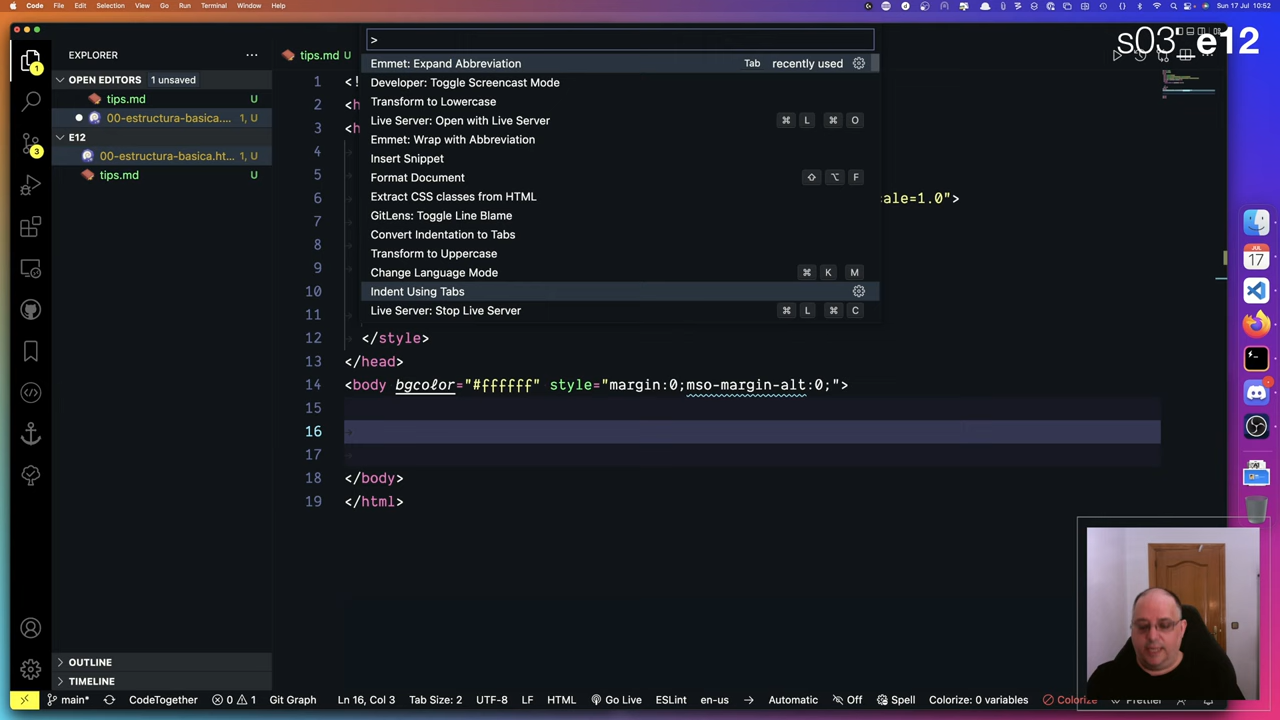 Code File Edit Selection View Go Run Terminal Window Help
Sun 17 Jul 10:52
s03 e12
EXPLORER
OPEN EDITORS 1 unsaved
tips.md U
00-estructura-basica.... 1, U
E12
00-estructura-basica.ht... 1, U
tips.md U
OUTLINE
TIMELINE
tips.md U
>
Emmet: Expand Abbreviation Tab recently used
Developer: Toggle Screencast Mode
Transform to Lowercase
Live Server: Open with Live Server ⌘ L ⌘ O
Emmet: Wrap with Abbreviation
Insert Snippet
Format Document ⇧ ⌥ F
Extract CSS classes from HTML
GitLens: Toggle Line Blame
Convert Indentation to Tabs
Transform to Uppercase
Change Language Mode ⌘ K M
Indent Using Tabs
Live Server: Stop Live Server ⌘ L ⌘ C
1 <!
2 <h
3 <h
4
5
6 cale=1.0">
7
8
9
10
11
12 </style>
13 </head>
14 <body bgcolor="#ffffff" style="margin:0;mso-margin-alt:0;">
15
16
17
18 </body>
19 </html>
JUL
17
main* CodeTogether 0 1 Git Graph Ln 16, Col 3 Tab Size: 2 UTF-8 LF HTML Go Live ESLint en-us Automatic Off Spell Colorize: 0 variables Colorize Prettier